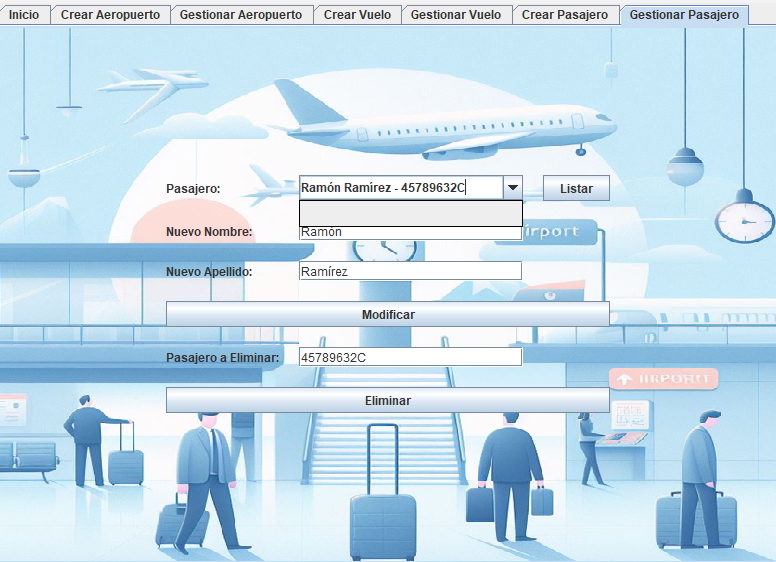 Inicio Crear Aeropuerto Gestionar Aeropuerto Crear Vuelo Gestionar Vuelo Crear Pasajero Gestionar Pasajero
Pasajero: Ramón Ramírez - 45789632C Listar
Nuevo Nombre: Ramón
irport
Nuevo Apellido: Ramírez
Modificar
Pasajero a Eliminar: 45789632C
Eliminar